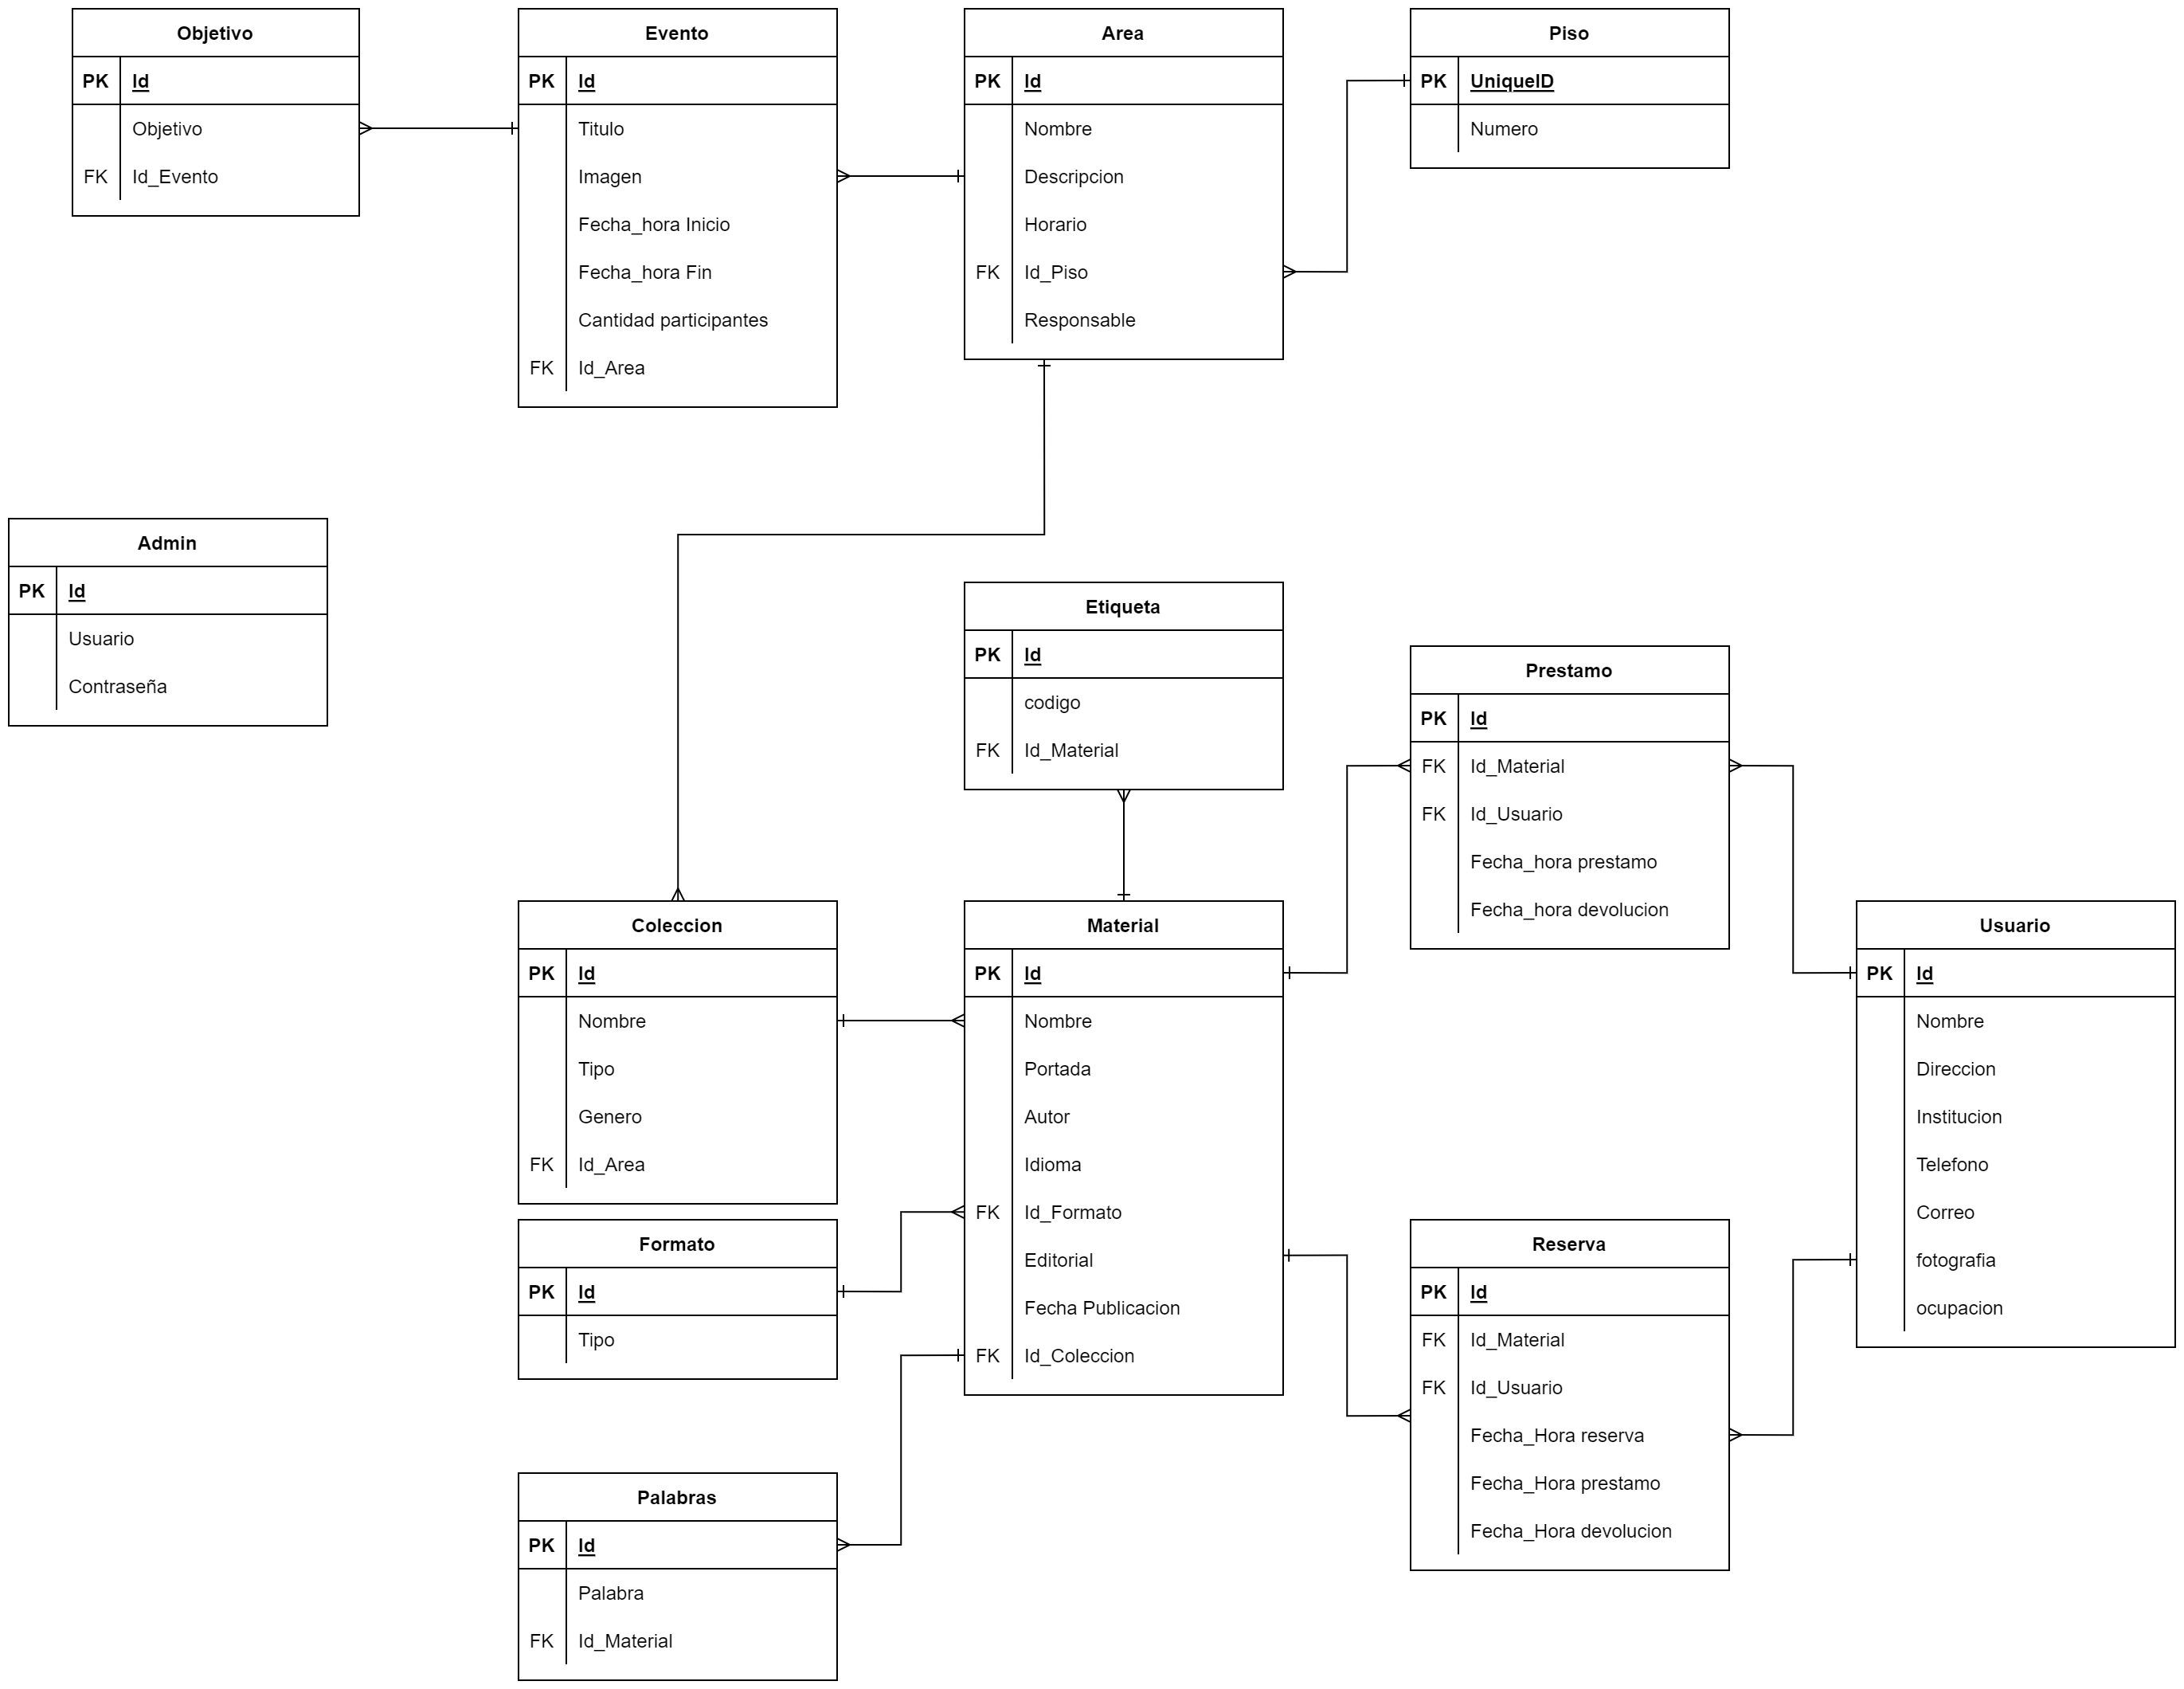 Objetivo
PK Id
Objetivo
FK Id_Evento
Evento
PK Id
Titulo
Imagen
Fecha_hora Inicio
Fecha_hora Fin
Cantidad participantes
FK Id_Area
Area
PK Id
Nombre
Descripcion
Horario
FK Id_Piso
Responsable
Piso
PK UniqueID
Numero
Admin
PK Id
Usuario
Contraseña
Etiqueta
PK Id
codigo
FK Id_Material
Prestamo
PK Id
FK Id_Material
FK Id_Usuario
Fecha_hora prestamo
Fecha_hora devolucion
Coleccion
PK Id
Nombre
Tipo
Genero
FK Id_Area
Material
PK Id
Nombre
Portada
Autor
Idioma
FK Id_Formato
Editorial
Fecha Publicacion
FK Id_Coleccion
Usuario
PK Id
Nombre
Direccion
Institucion
Telefono
Correo
fotografia
ocupacion
Formato
PK Id
Tipo
Reserva
PK Id
FK Id_Material
FK Id_Usuario
Fecha_Hora reserva
Fecha_Hora prestamo
Fecha_Hora devolucion
Palabras
PK Id
Palabra
FK Id_Material